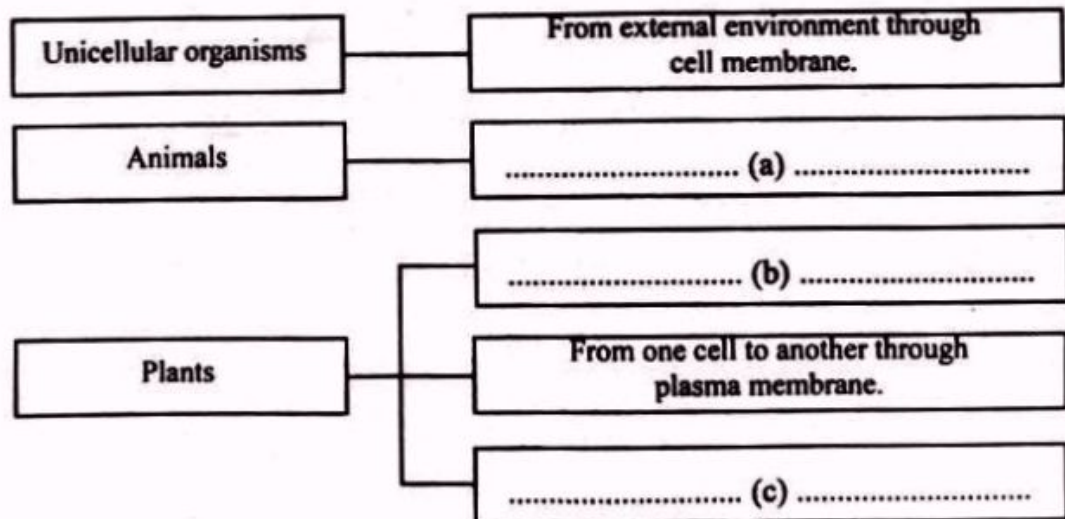 Unicellular organisms
From external environment through
cell membrane.
Animals
............................. (a) .............................
............................. (b) .............................
Plants
From one cell to another through
plasma membrane.
............................. (c) .............................